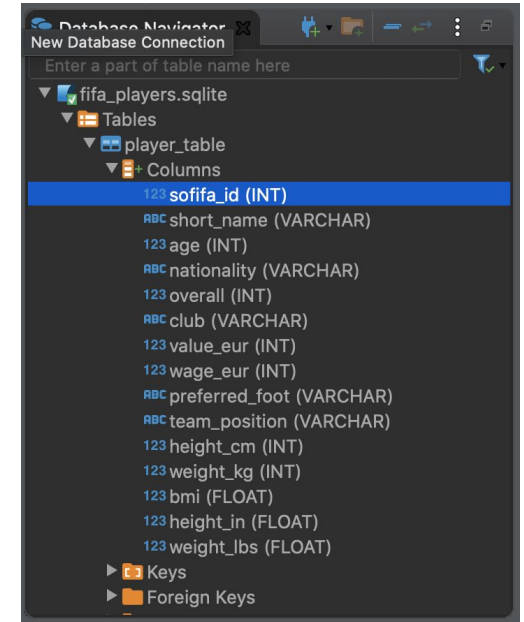 Database Navigator
New Database Connection
Enter a part of table name here
fifa_players.sqlite
Tables
player_table
Columns
123 sofifa_id (INT)
ABC short_name (VARCHAR)
123 age (INT)
ABC nationality (VARCHAR)
123 overall (INT)
ABC club (VARCHAR)
123 value_eur (INT)
123 wage_eur (INT)
ABC preferred_foot (VARCHAR)
ABC team_position (VARCHAR)
123 height_cm (INT)
123 weight_kg (INT)
123 bmi (FLOAT)
123 height_in (FLOAT)
123 weight_lbs (FLOAT)
Keys
Foreign Keys